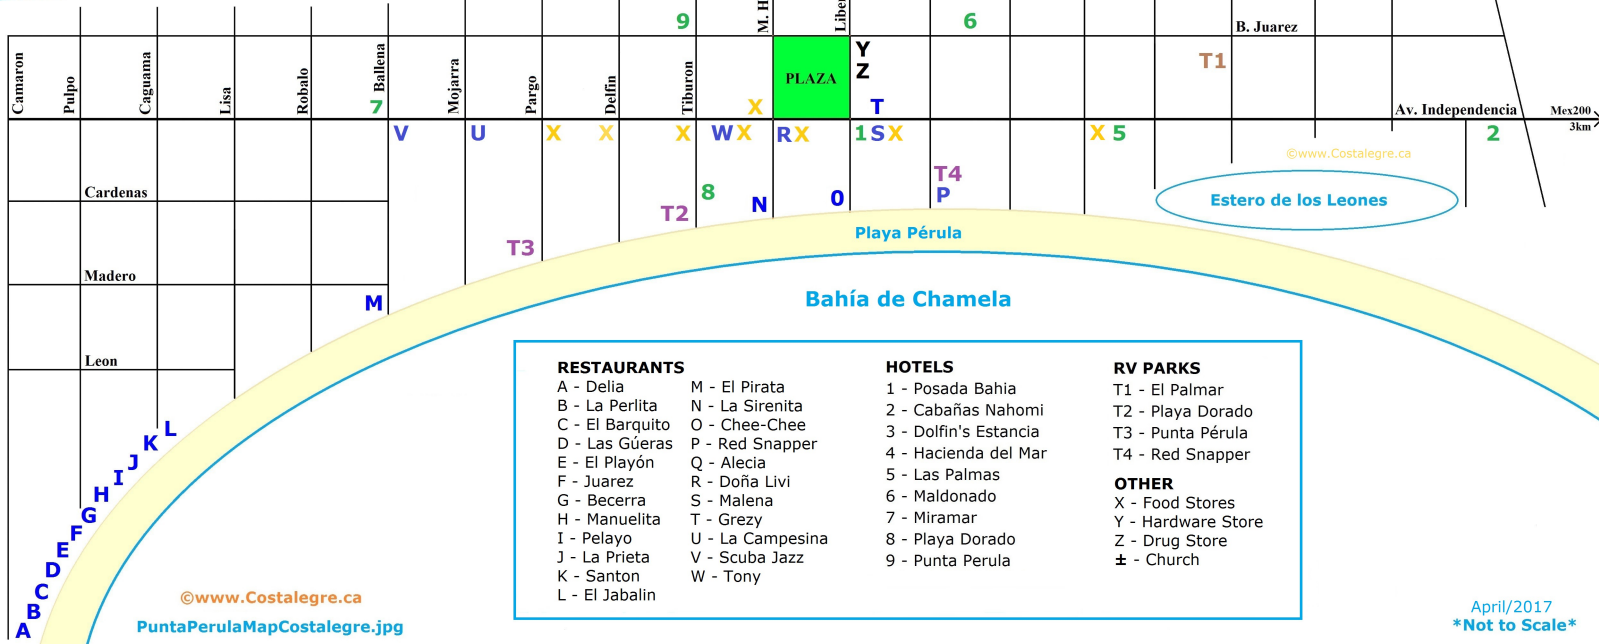 9
M. H
Liber
6
B. Juarez
Camaron
Pulpo
Caguama
Lisa
Robalo
Ballena
Mojarra
Pargo
Delfin
Tiburon
PLAZA
Y
Z
T1
7
X
T
Av. Independencia
Mex200
3km
V
U
X
X
X
W X
R X
1 S X
X 5
2
©www.Costalegre.ca
Cardenas
8
N
O
T4
P
T2
Estero de los Leones
T3
Playa Pérula
Madero
M
Bahía de Chamela
Leon
L
K
J
I
H
G
F
E
D
C
B
A
RESTAURANTS
A - Delia
B - La Perlita
C - El Barquito
D - Las Gúeras
E - El Playón
F - Juarez
G - Becerra
H - Manuelita
I - Pelayo
J - La Prieta
K - Santon
L - El Jabalin
M - El Pirata
N - La Sirenita
O - Chee-Chee
P - Red Snapper
Q - Alecia
R - Doña Livi
S - Malena
T - Grezy
U - La Campesina
V - Scuba Jazz
W - Tony
HOTELS
1 - Posada Bahia
2 - Cabañas Nahomi
3 - Dolfin's Estancia
4 - Hacienda del Mar
5 - Las Palmas
6 - Maldonado
7 - Miramar
8 - Playa Dorado
9 - Punta Perula
RV PARKS
T1 - El Palmar
T2 - Playa Dorado
T3 - Punta Pérula
T4 - Red Snapper
OTHER
X - Food Stores
Y - Hardware Store
Z - Drug Store
± - Church
©www.Costalegre.ca
PuntaPerulaMapCostalegre.jpg
April/2017
*Not to Scale*